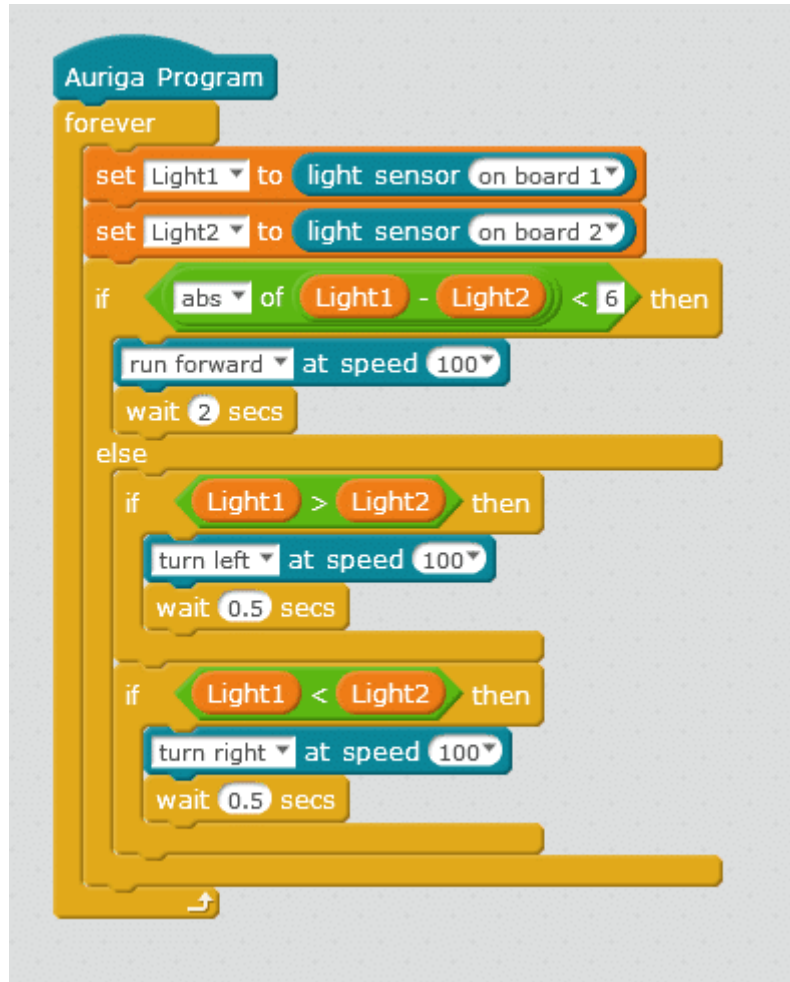 Auriga Program
forever
set Light1 to light sensor on board 1
set Light2 to light sensor on board 2
if abs of Light1 - Light2 < 6 then
run forward at speed 100
wait 2 secs
else
if Light1 > Light2 then
turn left at speed 100
wait 0.5 secs
if Light1 < Light2 then
turn right at speed 100
wait 0.5 secs